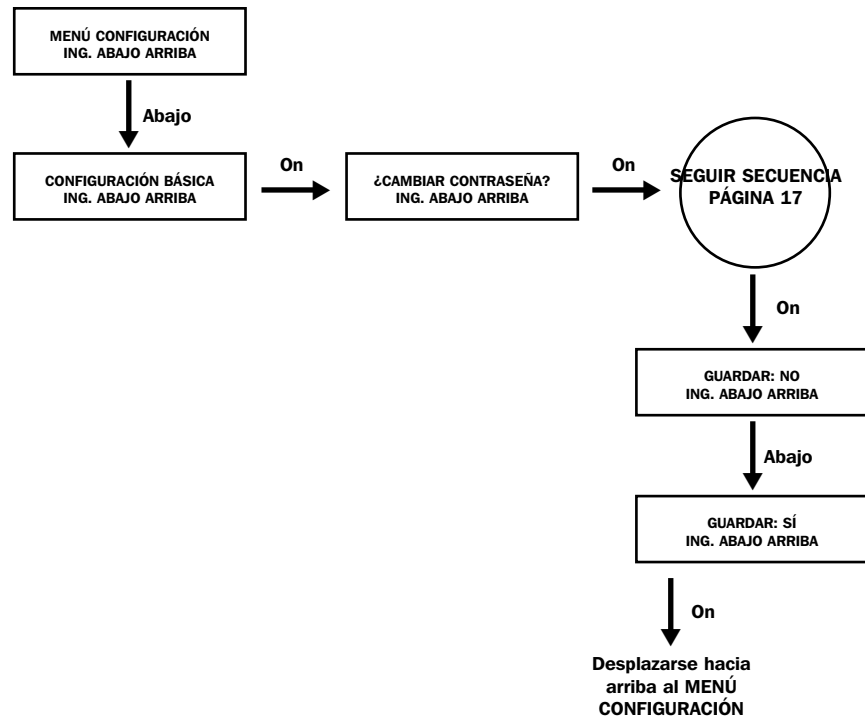 MENÚ CONFIGURACIÓN
ING. ABAJO ARRIBA
Abajo
CONFIGURACIÓN BÁSICA
ING. ABAJO ARRIBA
On
¿CAMBIAR CONTRASEÑA?
ING. ABAJO ARRIBA
On
SEGUIR SECUENCIA
PÁGINA 17
On
GUARDAR: NO
ING. ABAJO ARRIBA
Abajo
GUARDAR: SÍ
ING. ABAJO ARRIBA
On
Desplazarse hacia
arriba al MENÚ
CONFIGURACIÓN